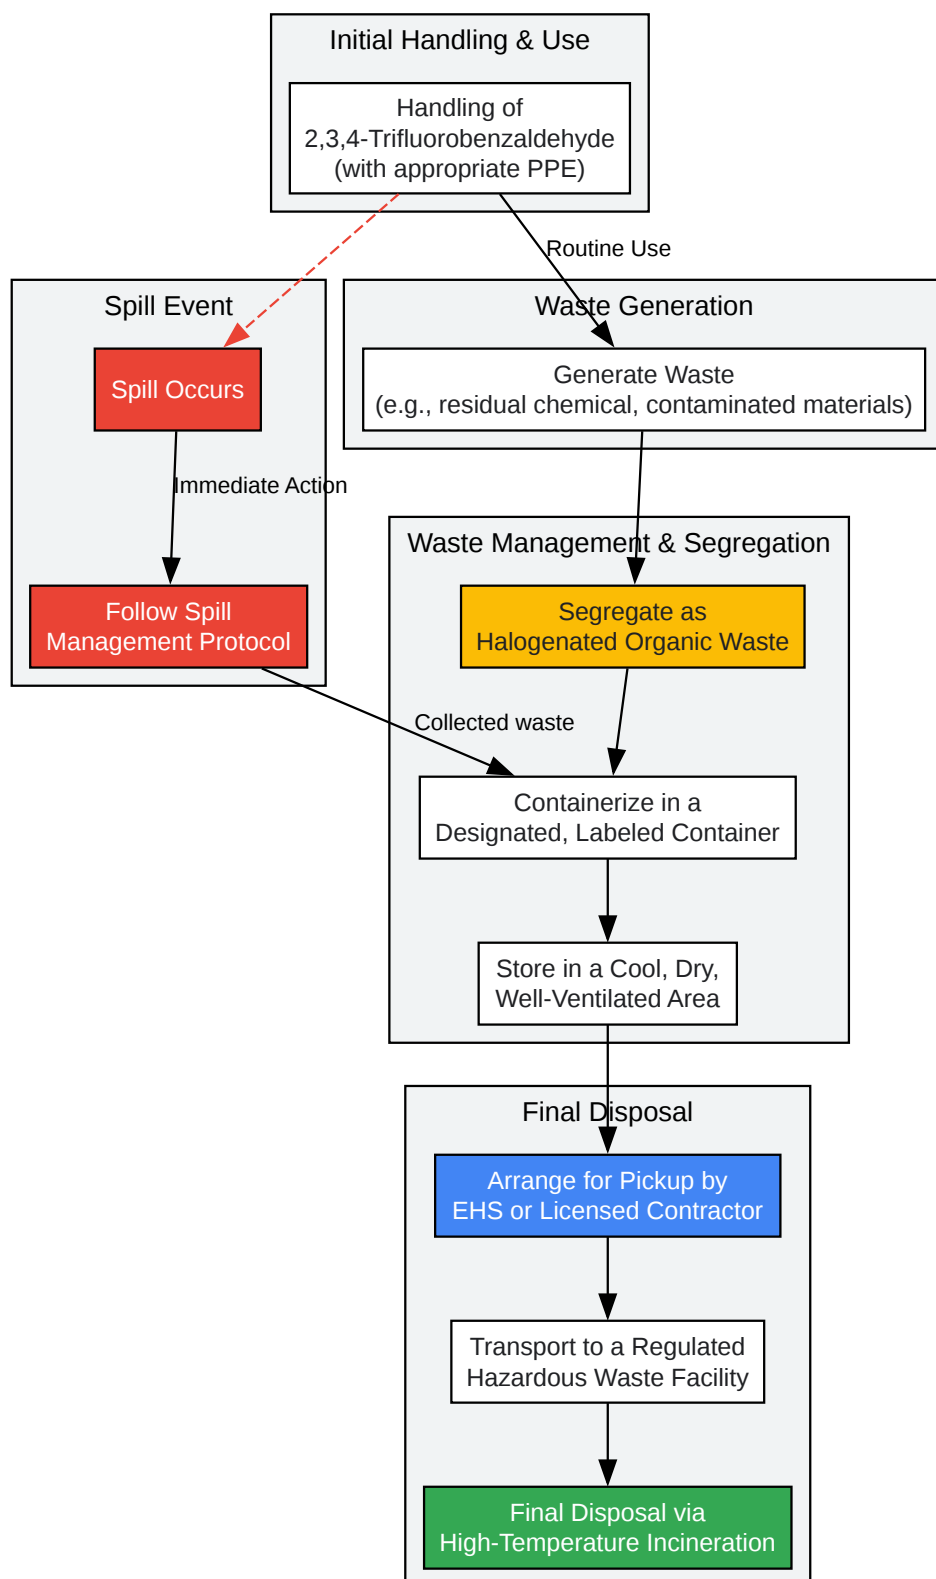 Initial Handling & Use
Handling of
2,3,4-Trifluorobenzaldehyde
(with appropriate PPE)
Routine Use
Spill Event
Waste Generation
Spill Occurs
Generate Waste
(e.g., residual chemical, contaminated materials)
Immediate Action
Waste Management & Segregation
Follow Spill
Management Protocol
Segregate as
Halogenated Organic Waste
Collected waste
Containerize in a
Designated, Labeled Container
Store in a Cool, Dry,
Well-Ventilated Area
Final Disposal
Arrange for Pickup by
EHS or Licensed Contractor
Transport to a Regulated
Hazardous Waste Facility
Final Disposal via
High-Temperature Incineration